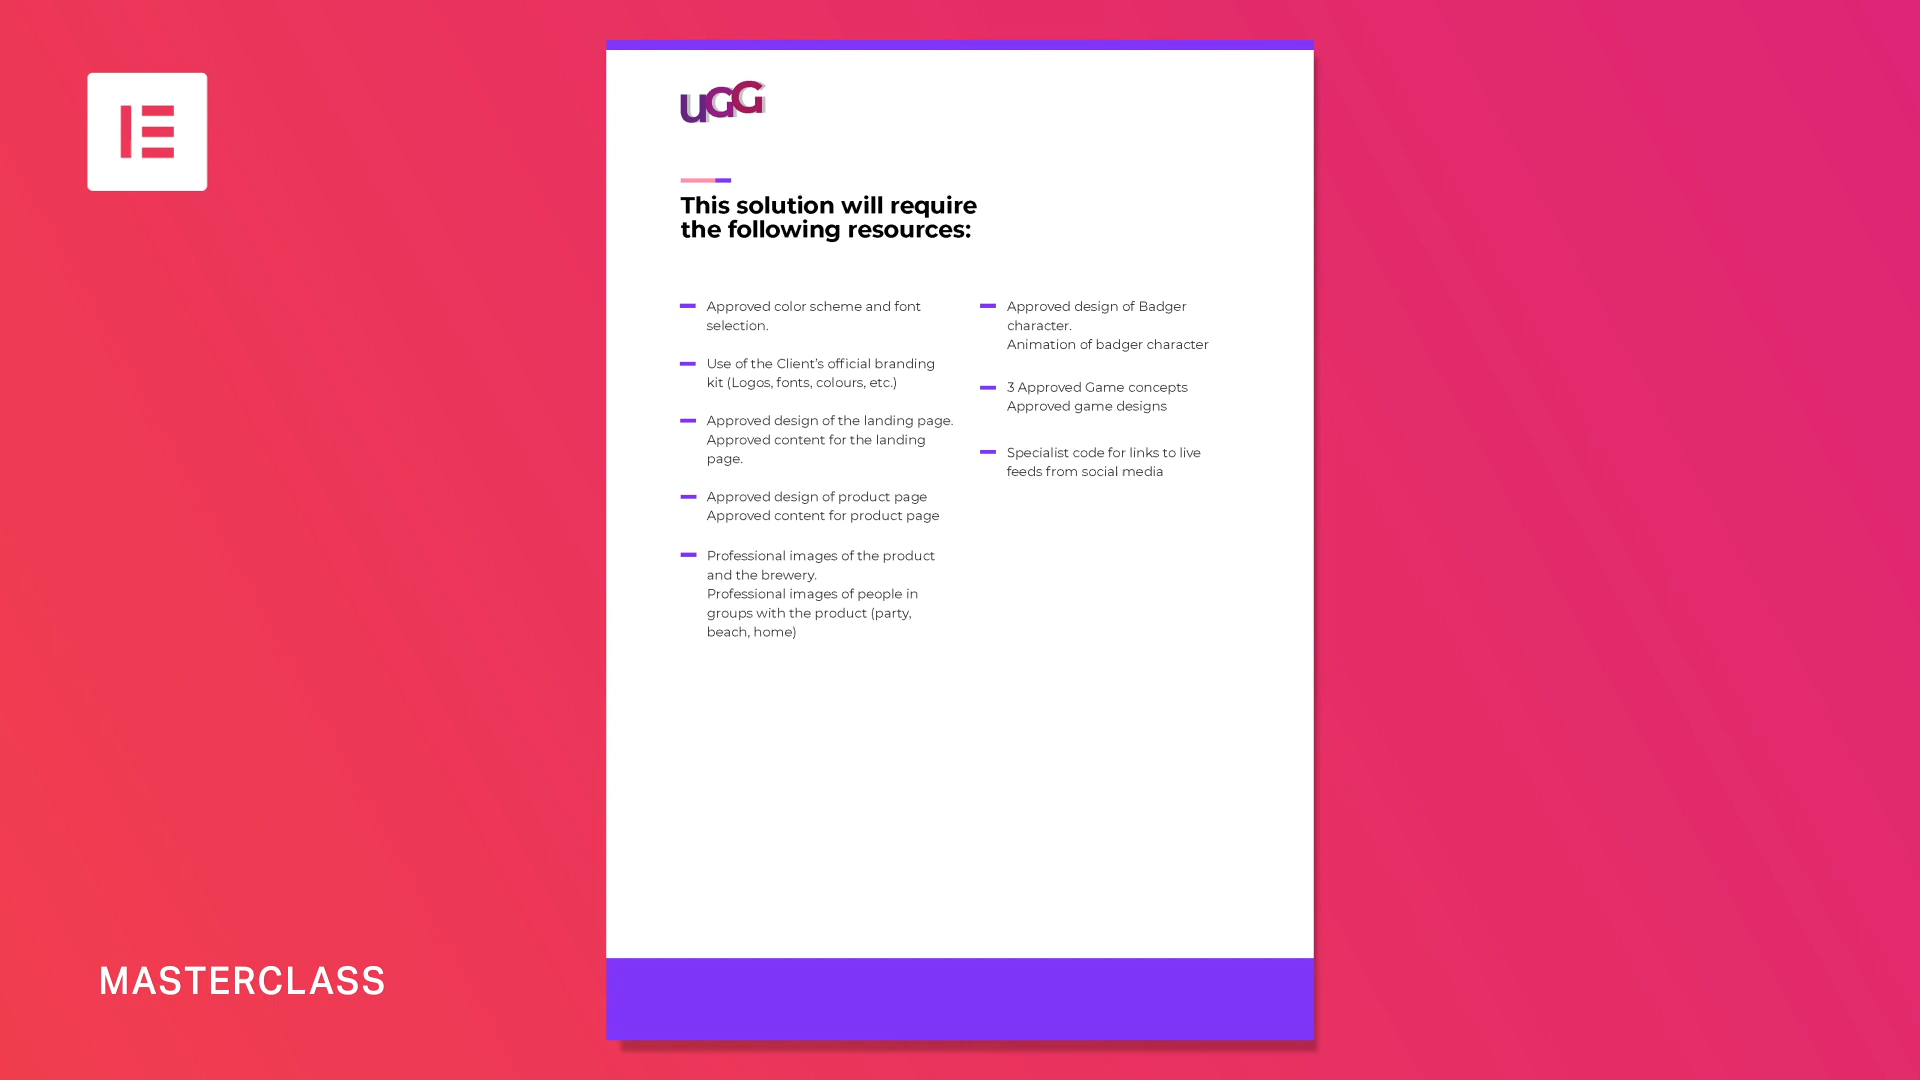 uGG
This solution will require
the following resources:
Approved color scheme and font
selection.
Use of the Client's official branding
kit (Logos, fonts, colours, etc.)
Approved design of the landing page.
Approved content for the landing
page.
Approved design of product page
Approved content for product page
Professional images of the product
and the brewery.
Professional images of people in
groups with the product (party,
beach, home)
Approved design of Badger
character.
Animation of badger character
3 Approved Game concepts
Approved game designs
Specialist code for links to live
feeds from social media
MASTERCLASS